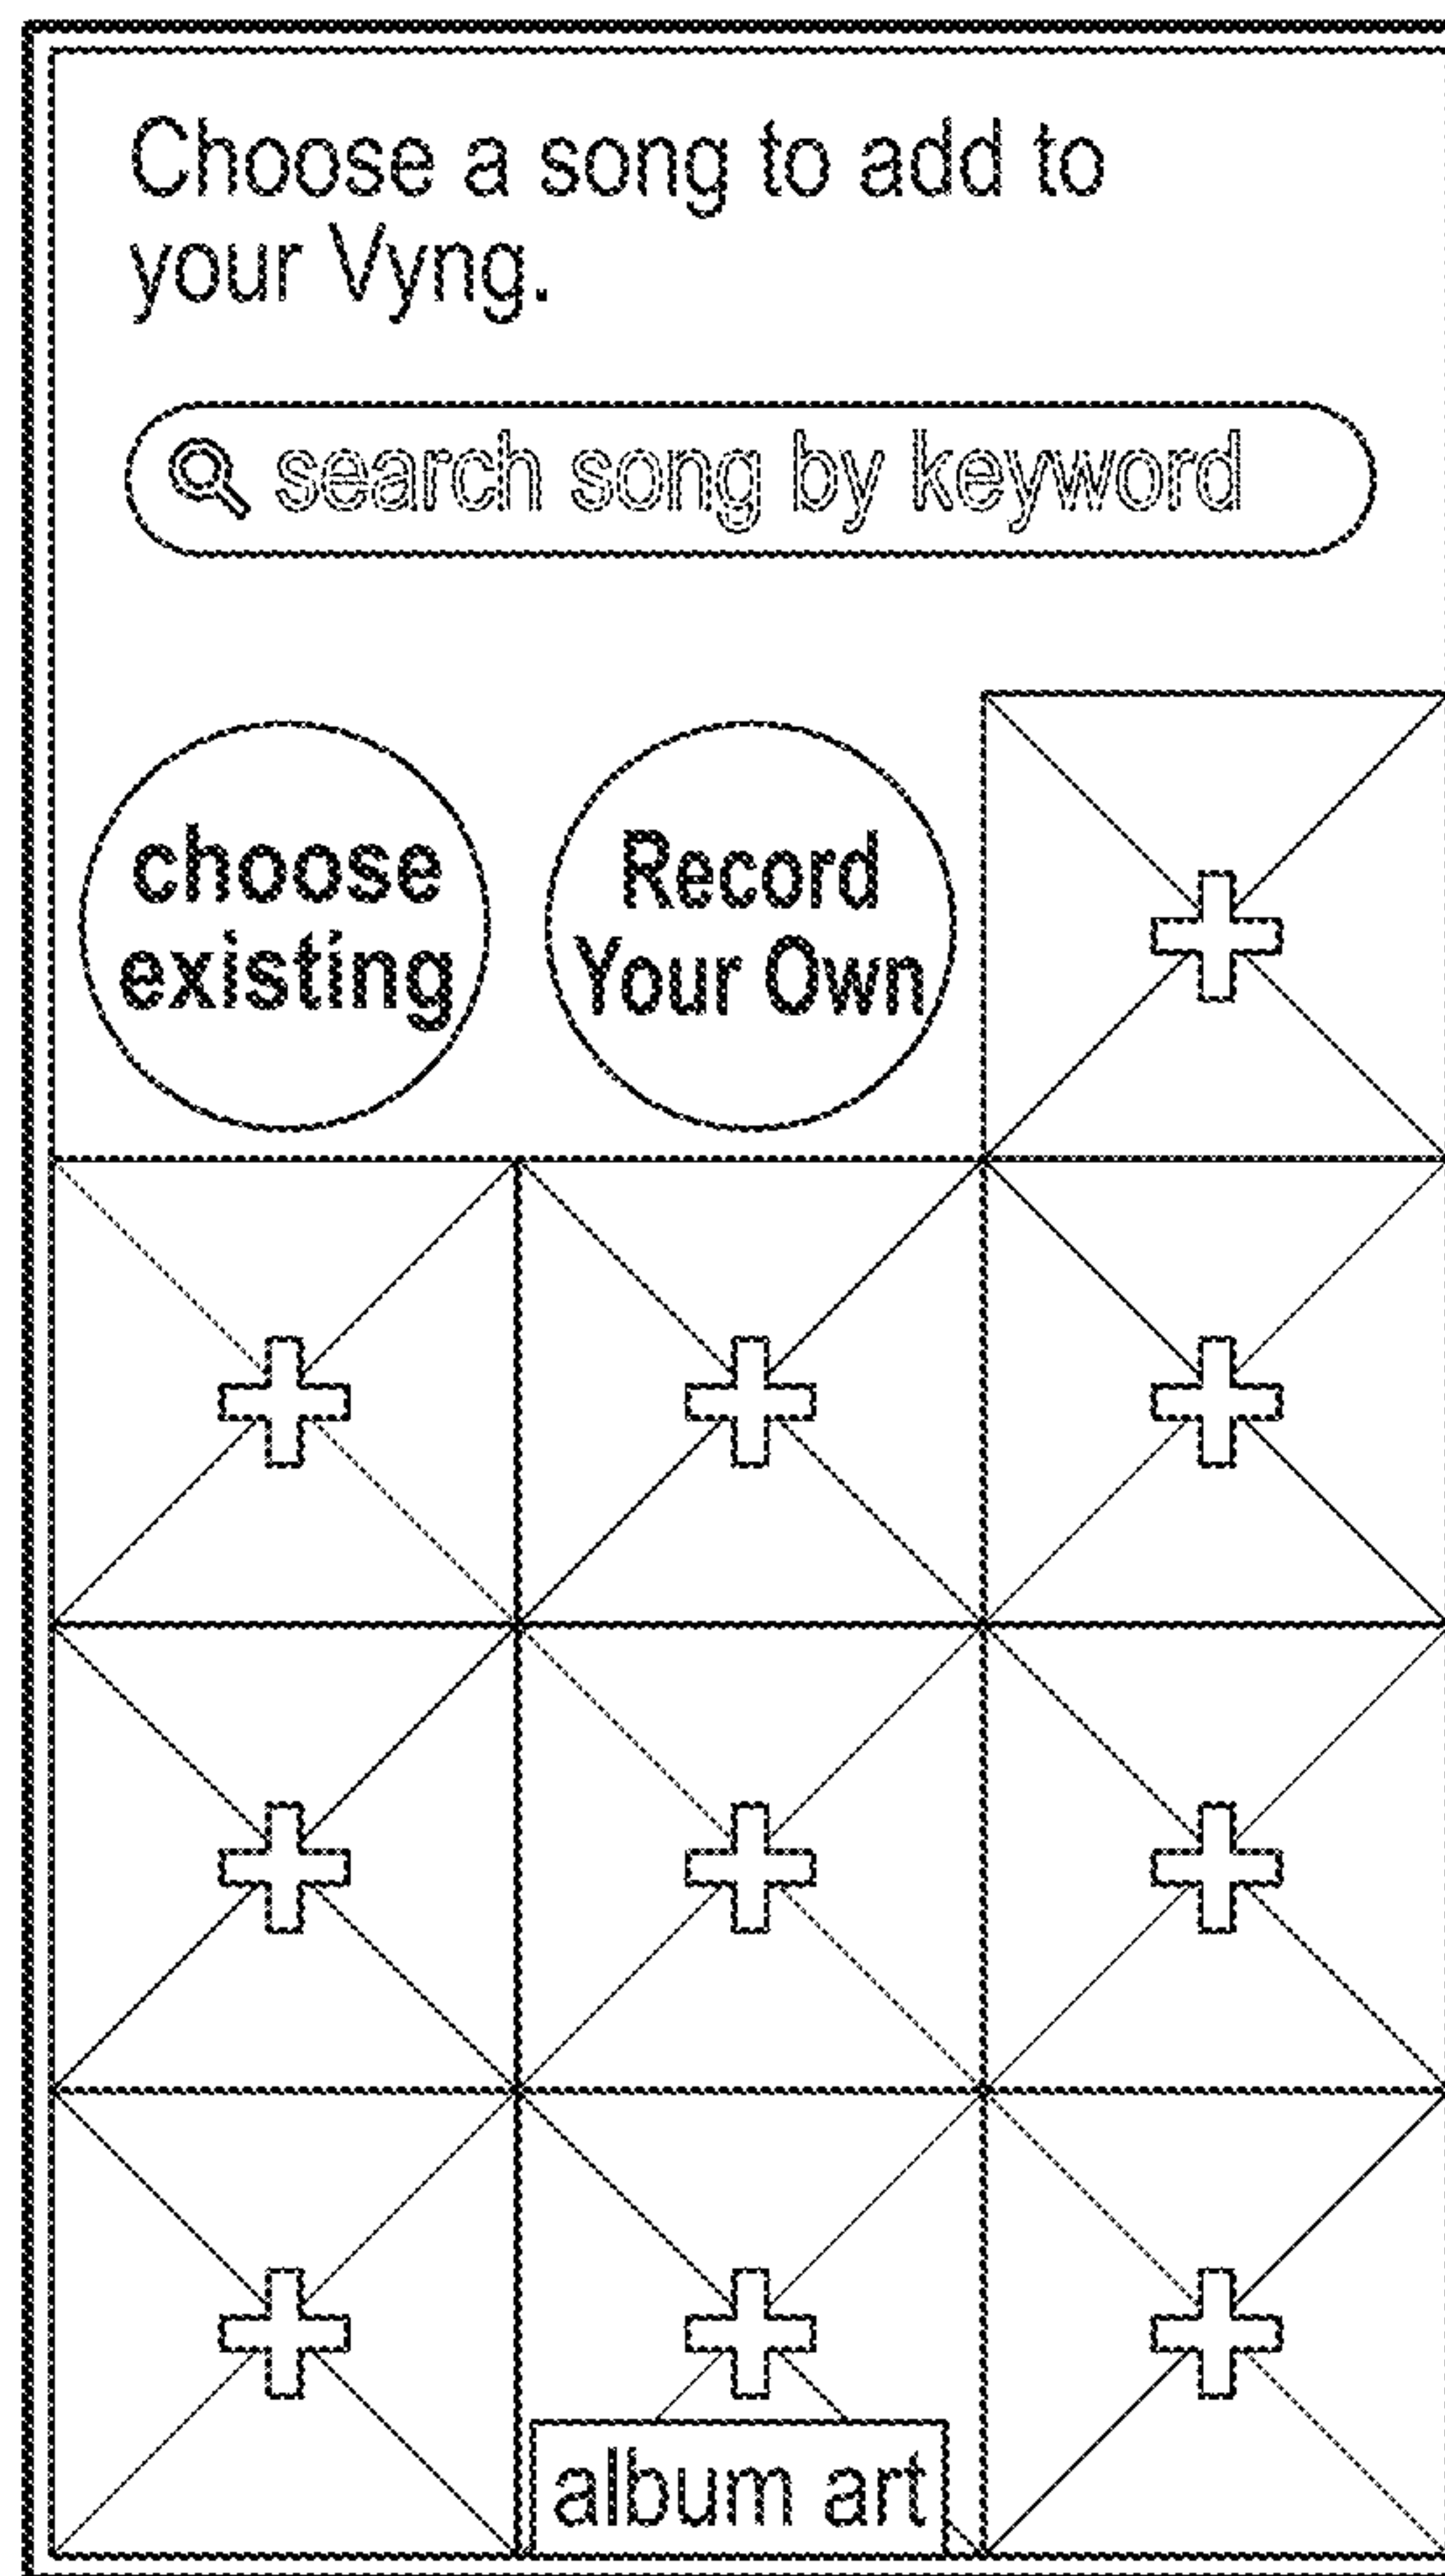 Choose a song to add to
your Vyng.
search song by keyword
choose
existing
Record
Your Own
album art